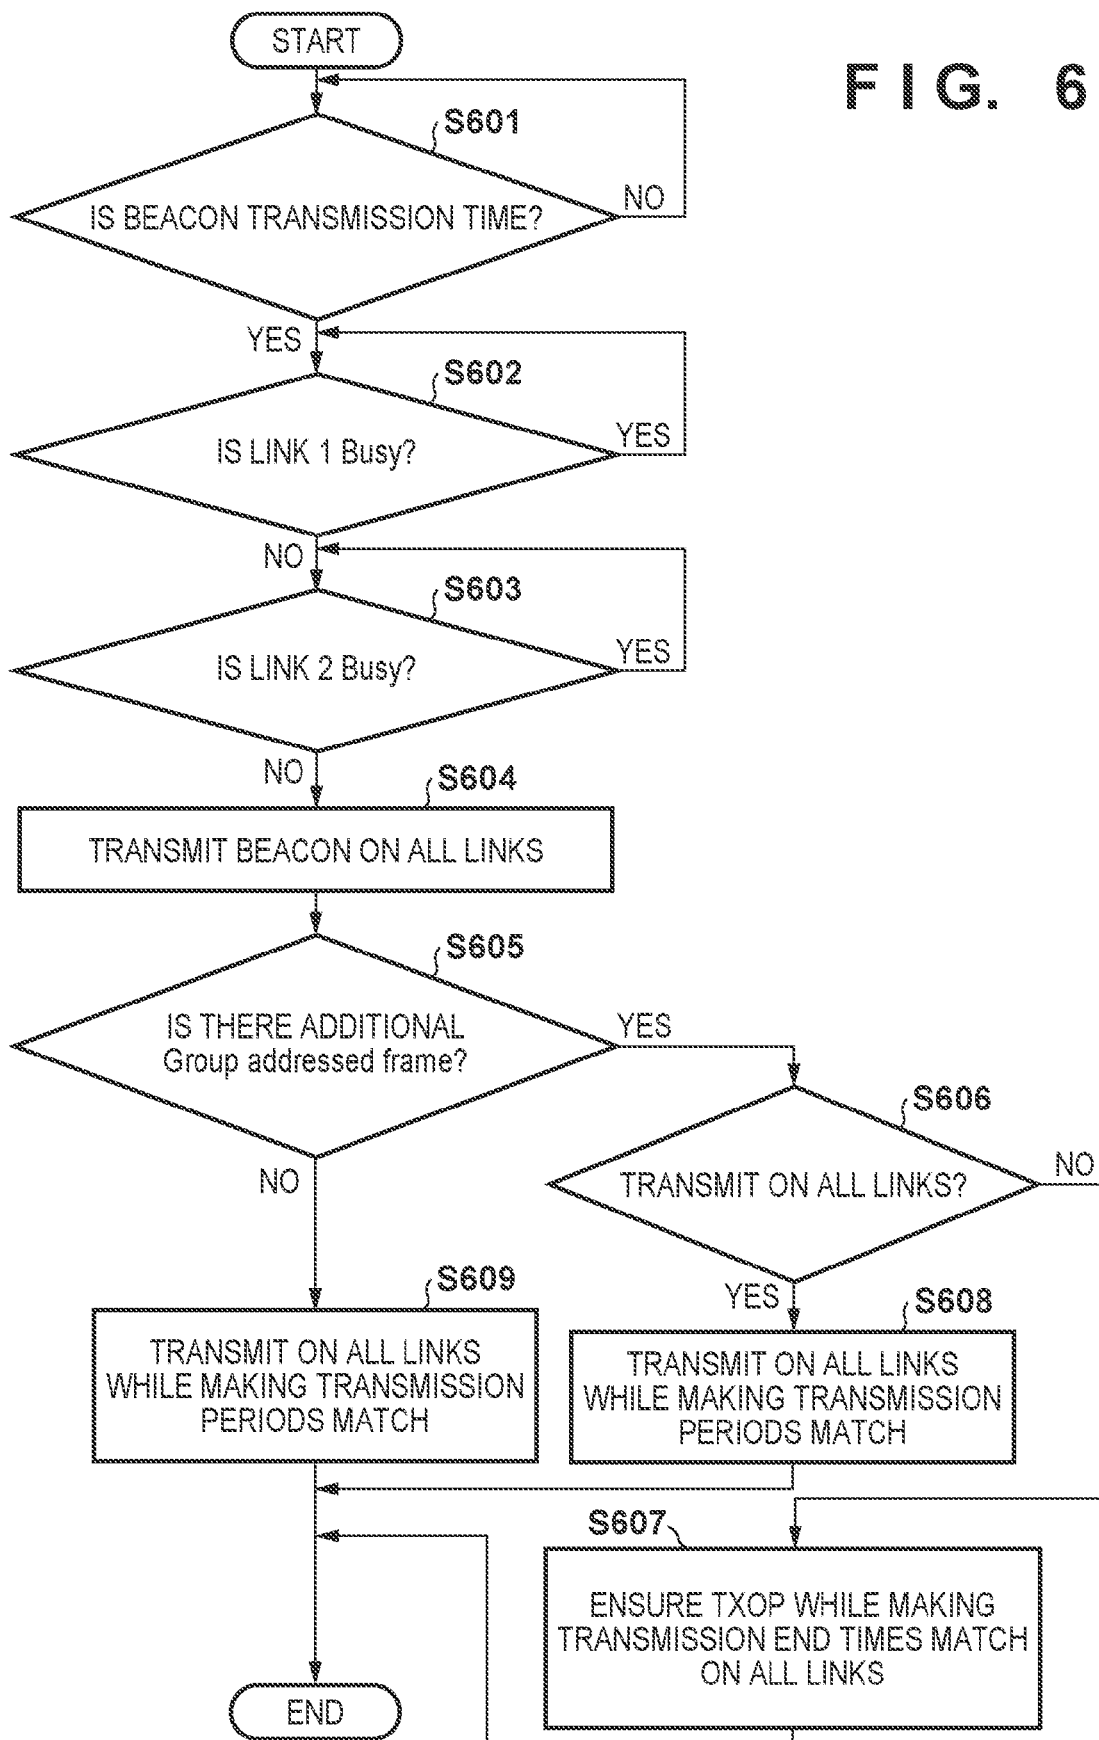 START
FIG. 6
S601
IS BEACON TRANSMISSION TIME?
NO
YES
S602
IS LINK 1 Busy?
YES
NO
S603
IS LINK 2 Busy?
YES
NO
S604
TRANSMIT BEACON ON ALL LINKS
S605
IS THERE ADDITIONAL
Group addressed frame?
YES
NO
S606
TRANSMIT ON ALL LINKS?
NO
YES
S609
TRANSMIT ON ALL LINKS
WHILE MAKING TRANSMISSION
PERIODS MATCH
S608
TRANSMIT ON ALL LINKS
WHILE MAKING TRANSMISSION
PERIODS MATCH
S607
ENSURE TXOP WHILE MAKING
TRANSMISSION END TIMES MATCH
ON ALL LINKS
END